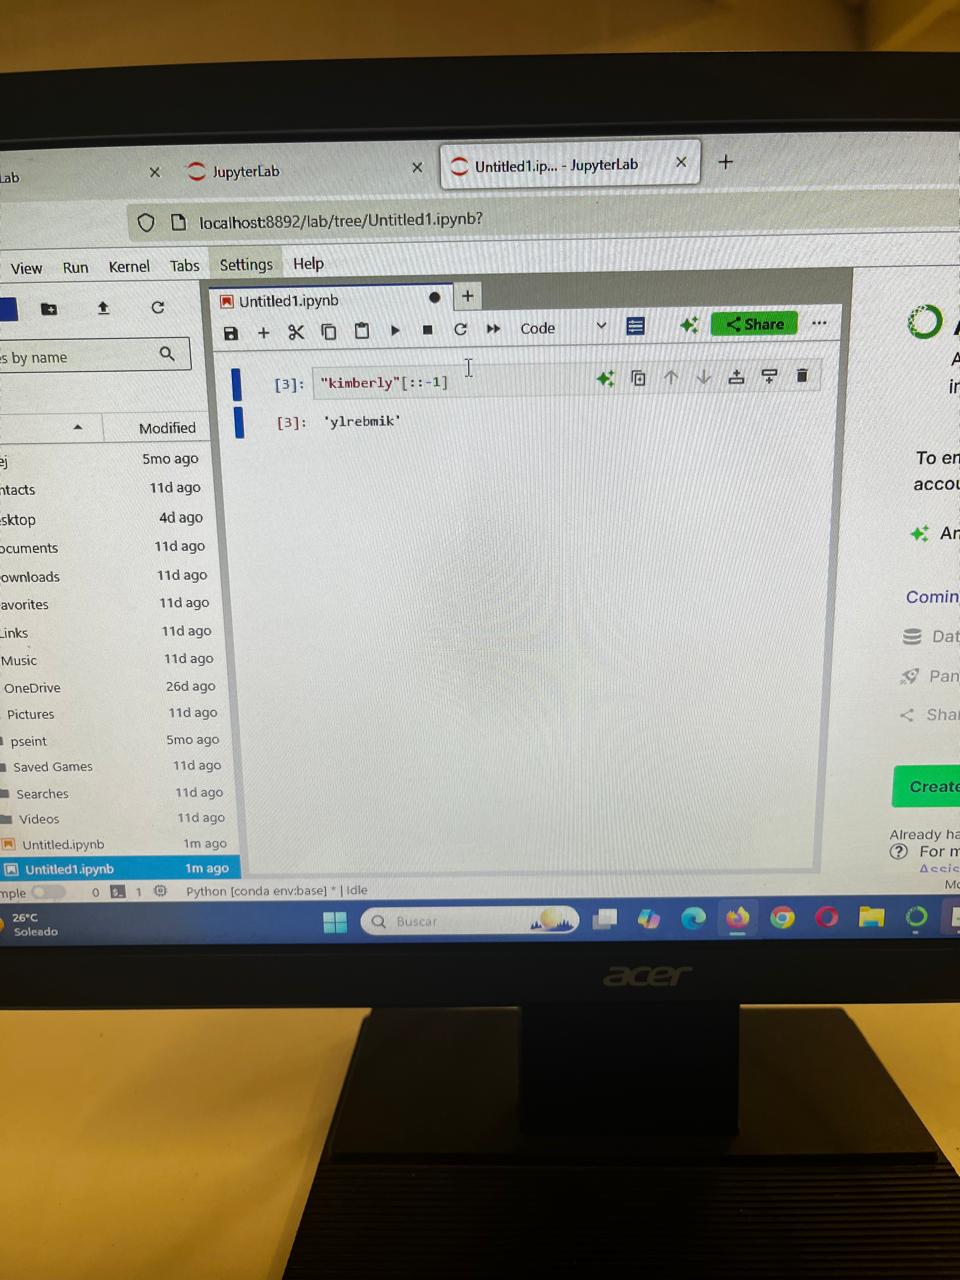 Lab
JupyterLab
Untitled1.ip... - JupyterLab
localhost:8892/lab/tree/Untitled1.ipynb?
View Run Kernel Tabs Settings Help
Untitled1.ipynb
Code
Share
s by name
[3]: "kimberly"[::-1]
[3]: 'ylrebmik'
Modified
ej 5mo ago
ntacts 11d ago
sktop 4d ago
ocuments 11d ago
ownloads 11d ago
avorites 11d ago
Links 11d ago
Music 11d ago
OneDrive 26d ago
Pictures 11d ago
pseint 5mo ago
Saved Games 11d ago
Searches 11d ago
Videos 11d ago
Untitled.ipynb 1m ago
Untitled1.ipynb 1m ago
mple 0 1 Python [conda env:base] * | Idle
A
in
To en
accou
An
Comin
Dat
Pan
Shar
Create
Already ha
For m
Mo
26°C
Soleado
Buscar
acer